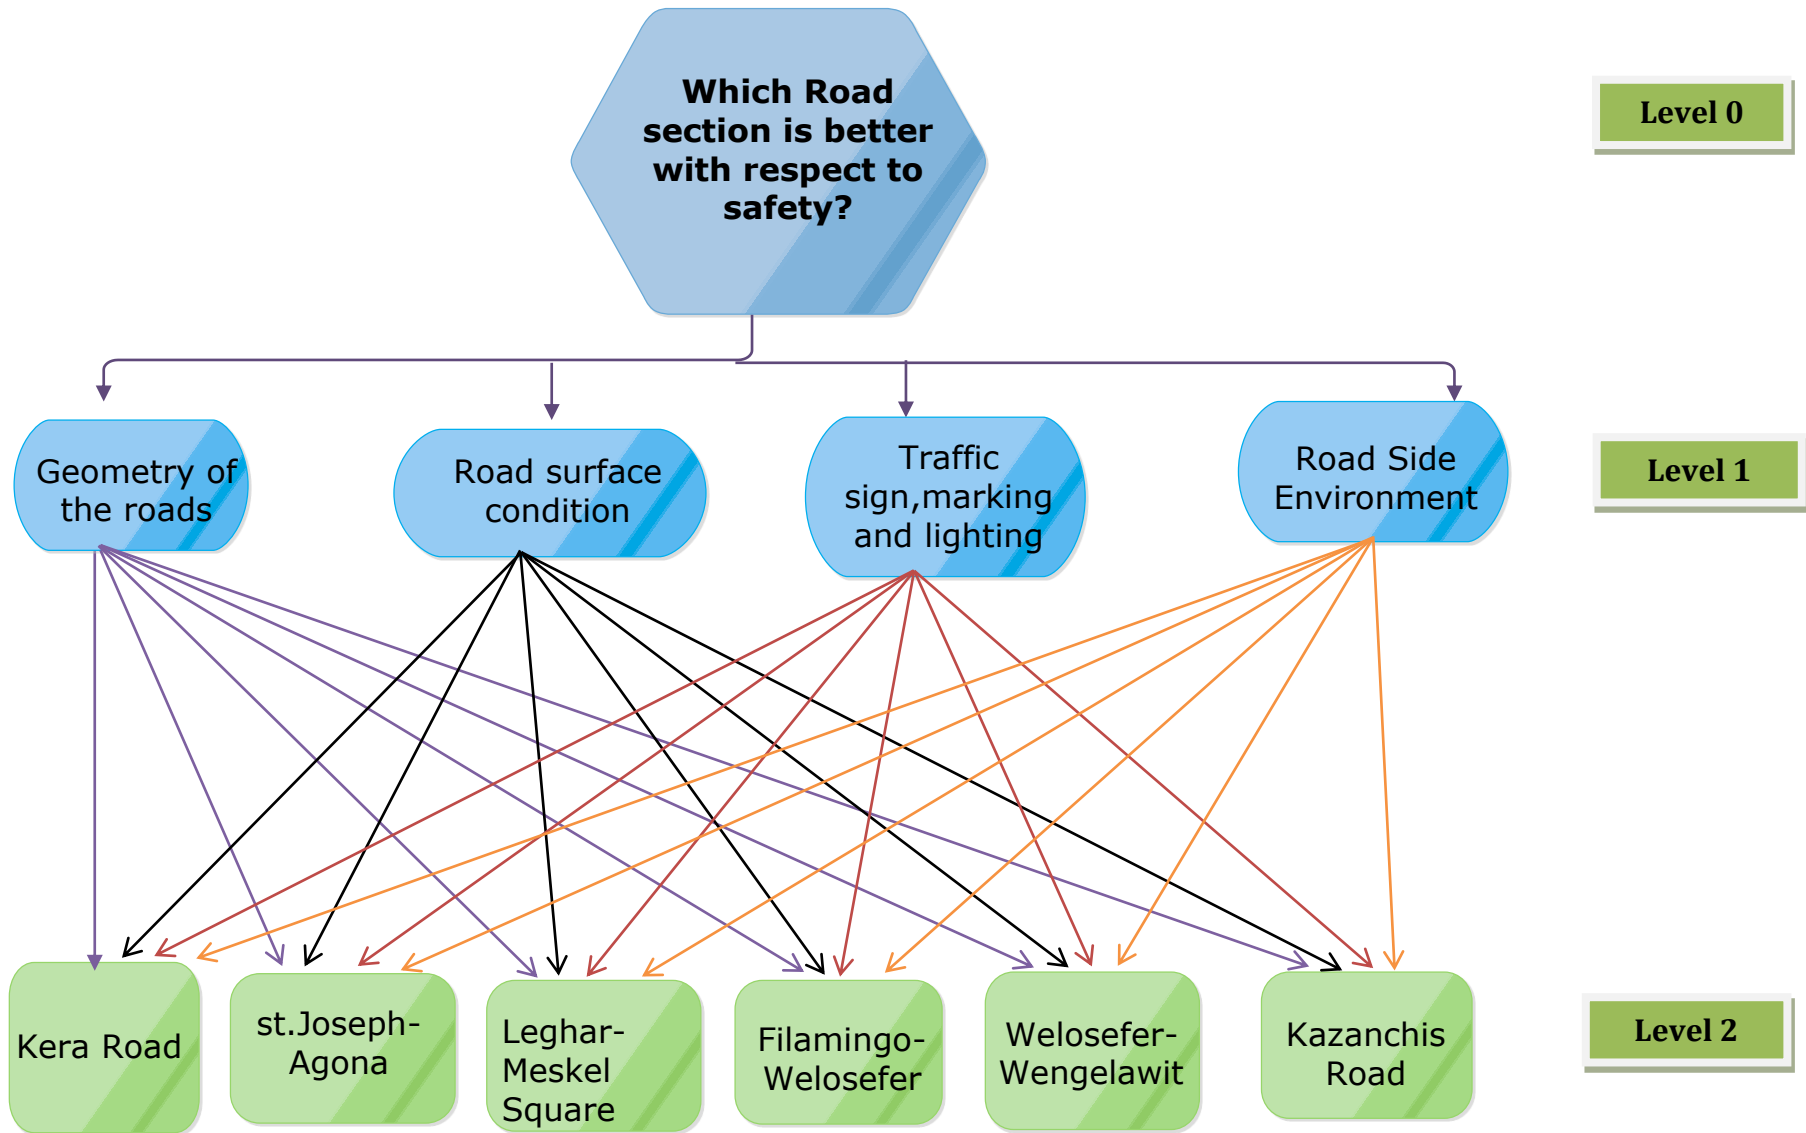 Which Road
section is better
with respect to
safety?
Level 0
Geometry of
the roads
Road surface
condition
Traffic
sign,marking
and lighting
Road Side
Environment
Level 1
Kera Road
st.Joseph-
Agona
Leghar-
Meskel
Square
Filamingo-
Welosefer
Welosefer-
Wengelawit
Kazanchis
Road
Level 2